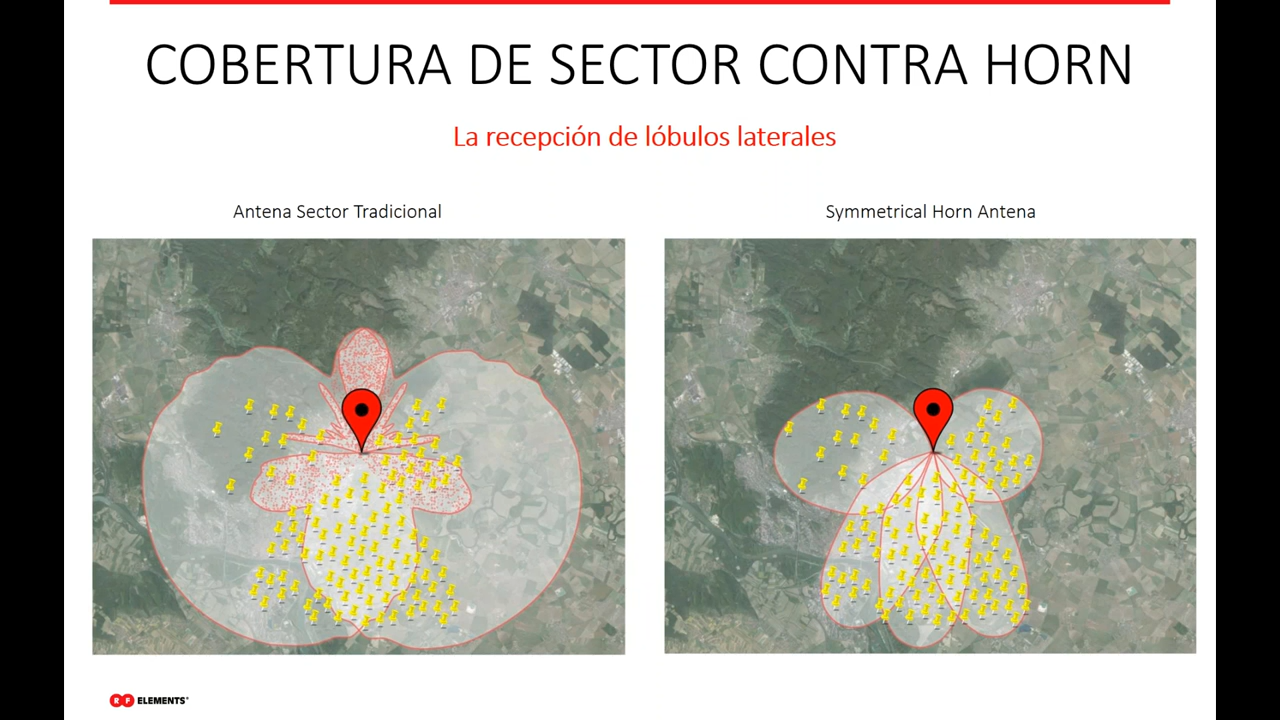 COBERTURA DE SECTOR CONTRA HORN
La recepción de lóbulos laterales
Antena Sector Tradicional
Symmetrical Horn Antena
RF ELEMENTS®